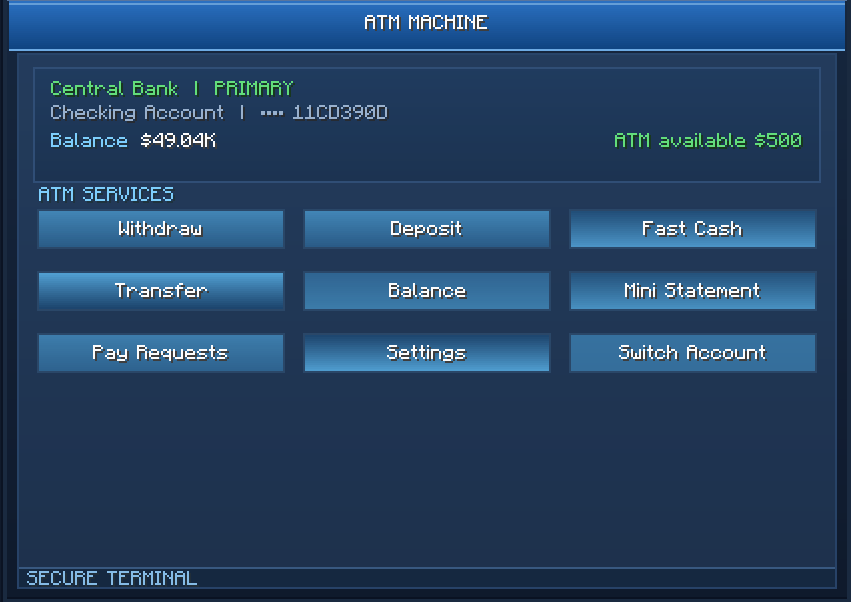 ATM MACHINE
Central Bank | PRIMARY
Checking Account | •••• 11CD390D
Balance $49.04K
ATM available $500
ATM SERVICES
Withdraw
Deposit
Fast Cash
Transfer
Balance
Mini Statement
Pay Requests
Settings
Switch Account
SECURE TERMINAL